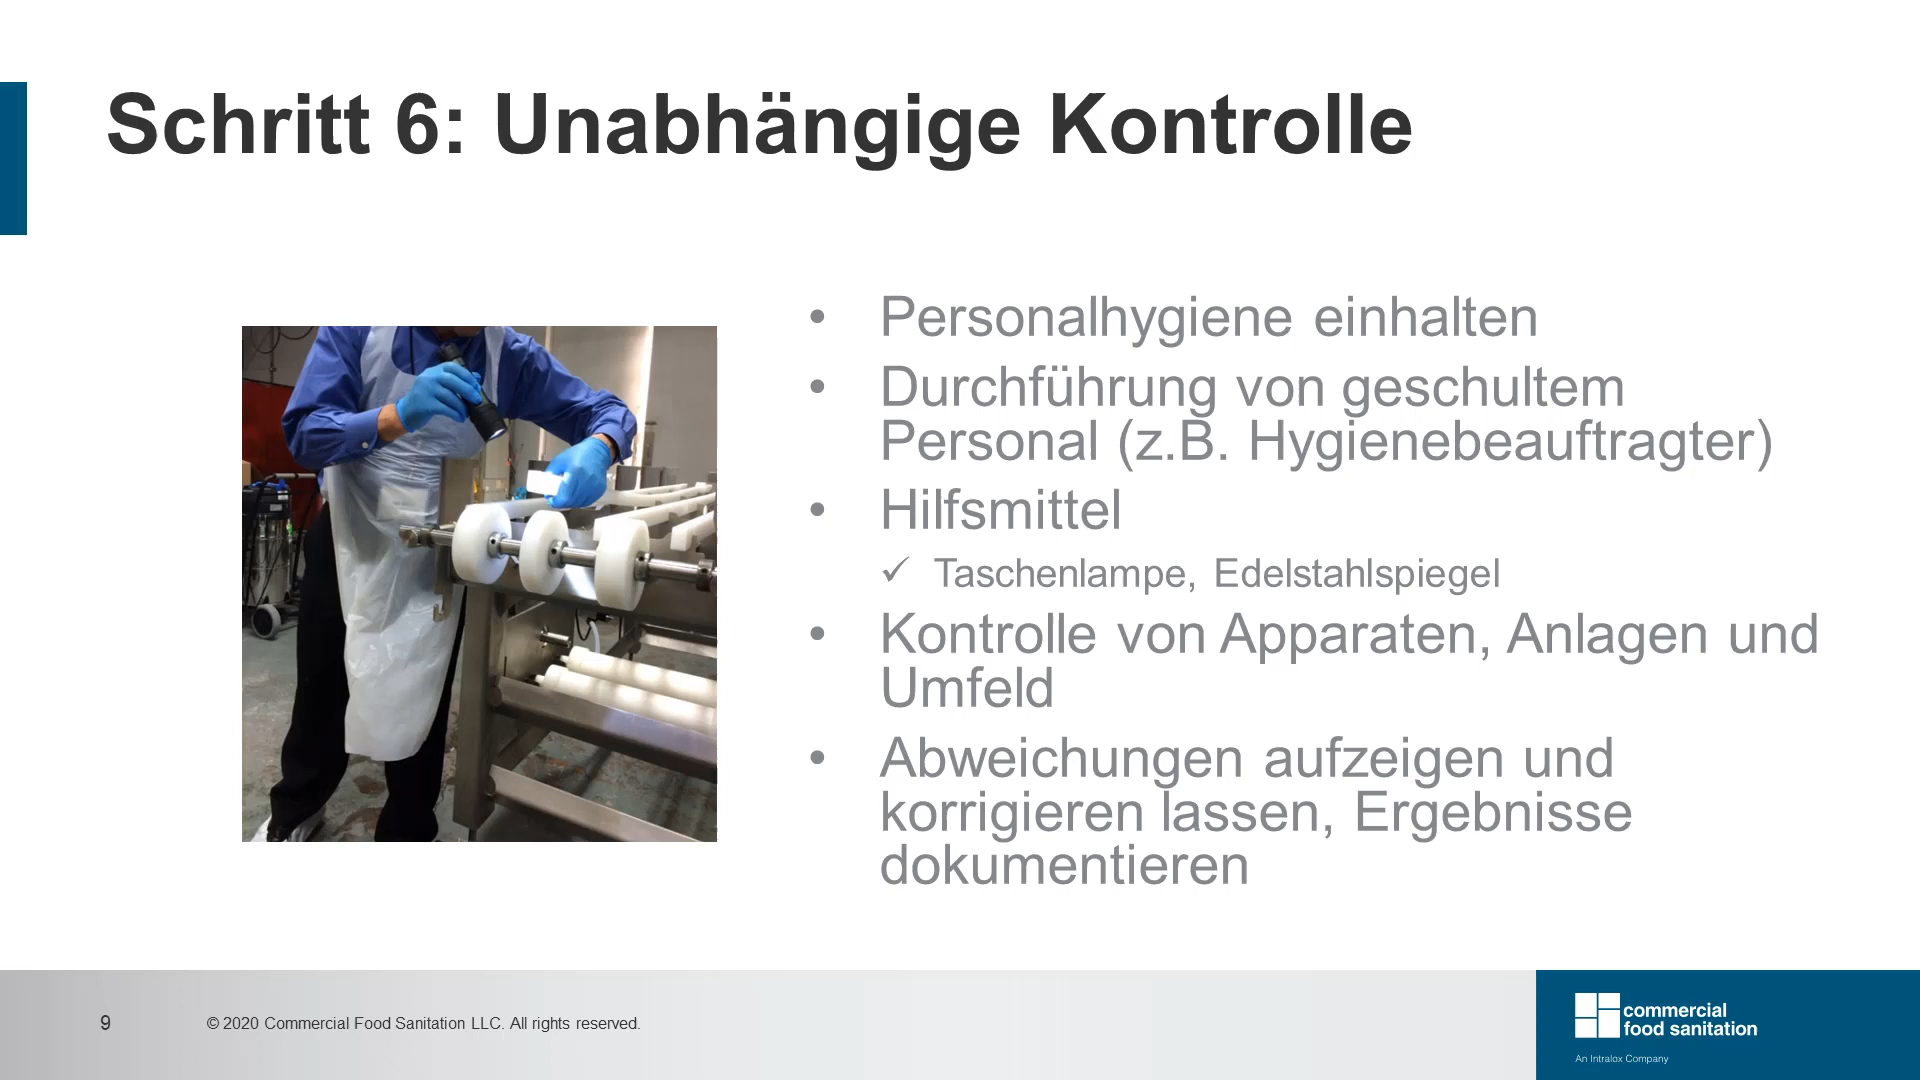 Schritt 6: Unabhängige Kontrolle
• Personalhygiene einhalten
• Durchführung von geschultem
Personal (z.B. Hygienebeauftragter)
• Hilfsmittel
✓ Taschenlampe, Edelstahlspiegel
• Kontrolle von Apparaten, Anlagen und
Umfeld
• Abweichungen aufzeigen und
korrigieren lassen, Ergebnisse
dokumentieren
9
© 2020 Commercial Food Sanitation LLC. All rights reserved.
commercial
food sanitation
An Intralox Company